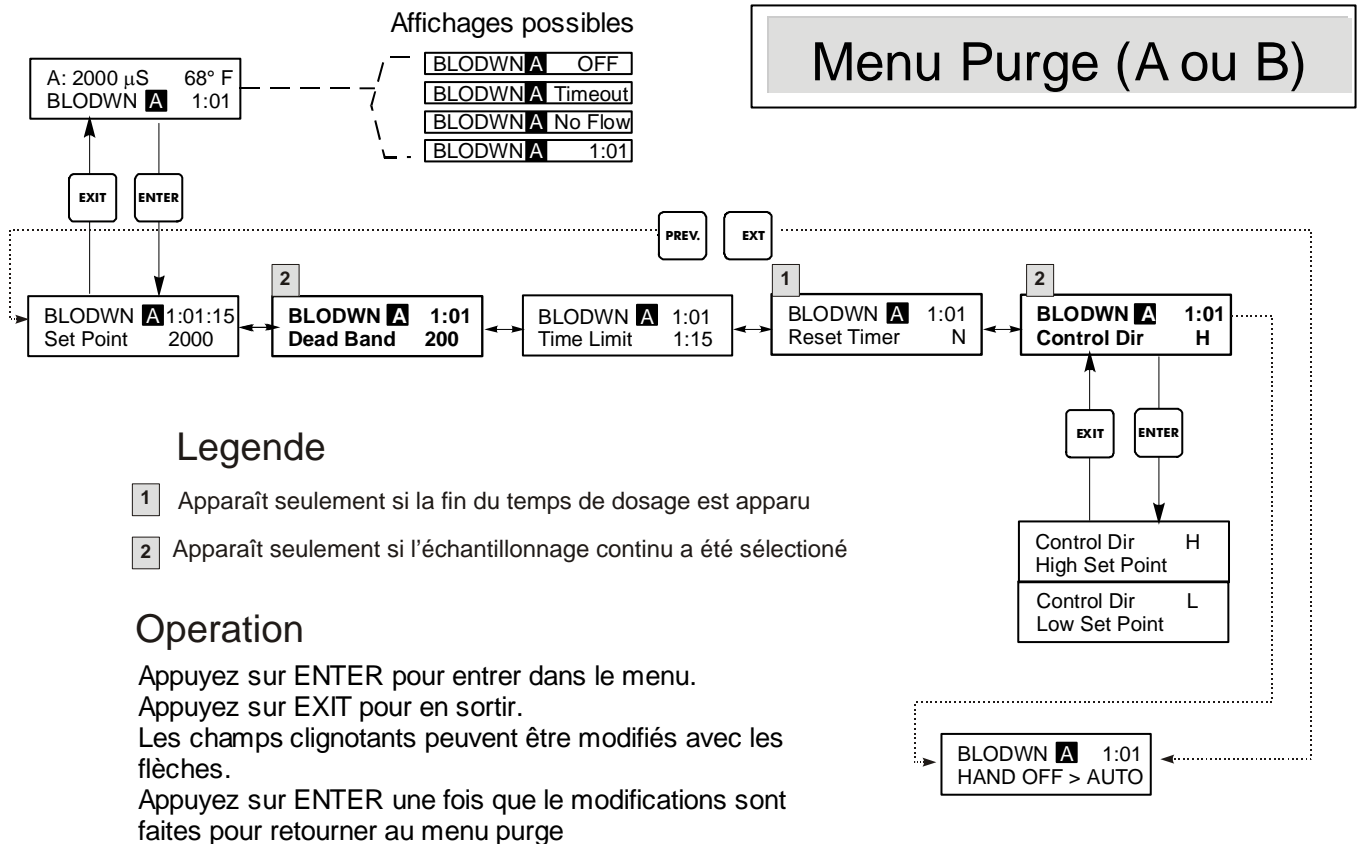 Affichages possibles
Menu Purge (A ou B)
A: 2000 µS 68° F
BLODWN A 1:01
BLODWN A OFF
BLODWN A Timeout
BLODWN A No Flow
BLODWN A 1:01
EXIT
ENTER
PREV.
EXT
BLODWN A 1:01:15
Set Point 2000
2
BLODWN A 1:01
Dead Band 200
BLODWN A 1:01
Time Limit 1:15
1
BLODWN A 1:01
Reset Timer N
2
BLODWN A 1:01
Control Dir H
EXIT
ENTER
Control Dir H
High Set Point
Control Dir L
Low Set Point
BLODWN A 1:01
HAND OFF > AUTO
Legende
1 Apparaît seulement si la fin du temps de dosage est apparu
2 Apparaît seulement si l'échantillonnage continu a été sélectioné
Operation
Appuyez sur ENTER pour entrer dans le menu.
Appuyez sur EXIT pour en sortir.
Les champs clignotants peuvent être modifiés avec les
flèches.
Appuyez sur ENTER une fois que le modifications sont
faites pour retourner au menu purge